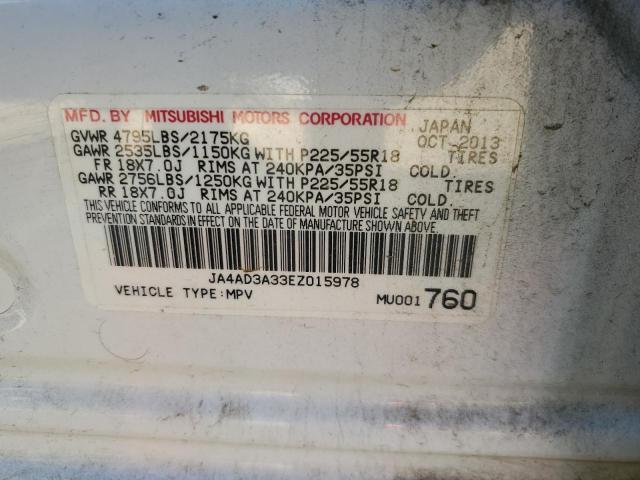 MFD. BY MITSUBISHI MOTORS CORPORATION JAPAN
GVWR 4795LBS/2175KG OCT-2013
GAWR 2535LBS/1150KG WITH P225/55R18 TIRES
FR 18X7.0J RIMS AT 240KPA/35PSI COLD.
GAWR 2756LBS/1250KG WITH P225/55R18 TIRES
RR 18X7.0J RIMS AT 240KPA/35PSI COLD.
THIS VEHICLE CONFORMS TO ALL APPLICABLE FEDERAL MOTOR VEHICLE SAFETY AND THEFT
PREVENTION STANDARDS IN EFFECT ON THE DATE OF MANUFACTURE SHOWN ABOVE.
JA4AD3A33EZ015978
VEHICLE TYPE:MPV MU001 760